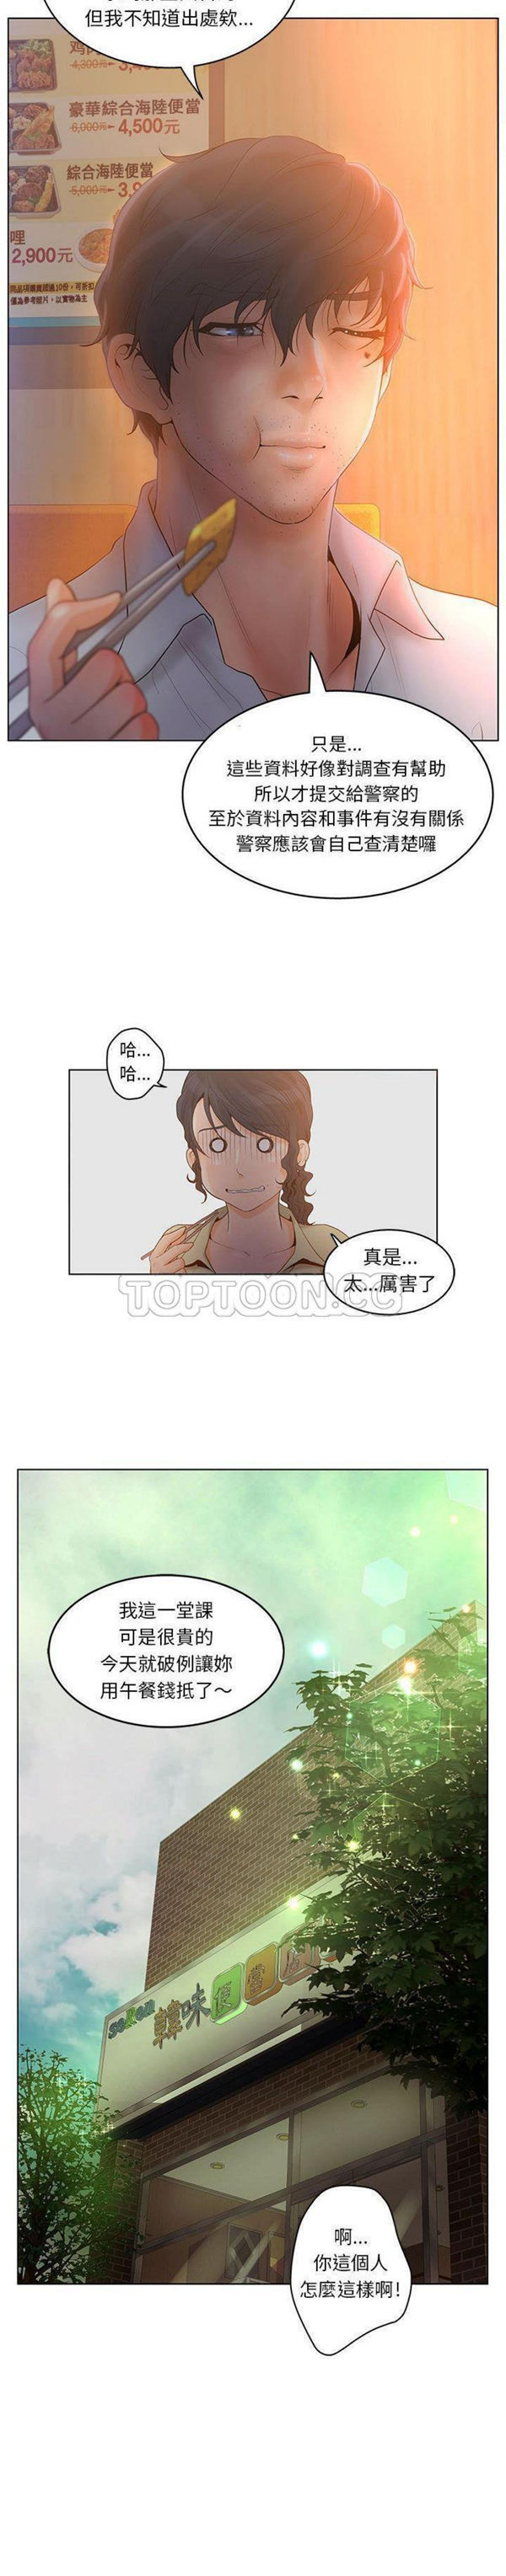 但我不知道出處欸...
4,300元
豪華綜合海陸便當
6,000元 4,500元
綜合海陸便當
5,000元
哩
2,900元
只是...
這些資料好像對調查有幫助
所以才提交給警察的
至於資料內容和事件有沒有關係
警察應該會自己查清楚囉
哈...
哈...
真是...
太...厲害了
TOPTOON.CC
我這一堂課
可是很貴的
今天就破例讓妳
用午餐錢抵了～
韓味便當
啊...
你這個人
怎麼這樣啊!